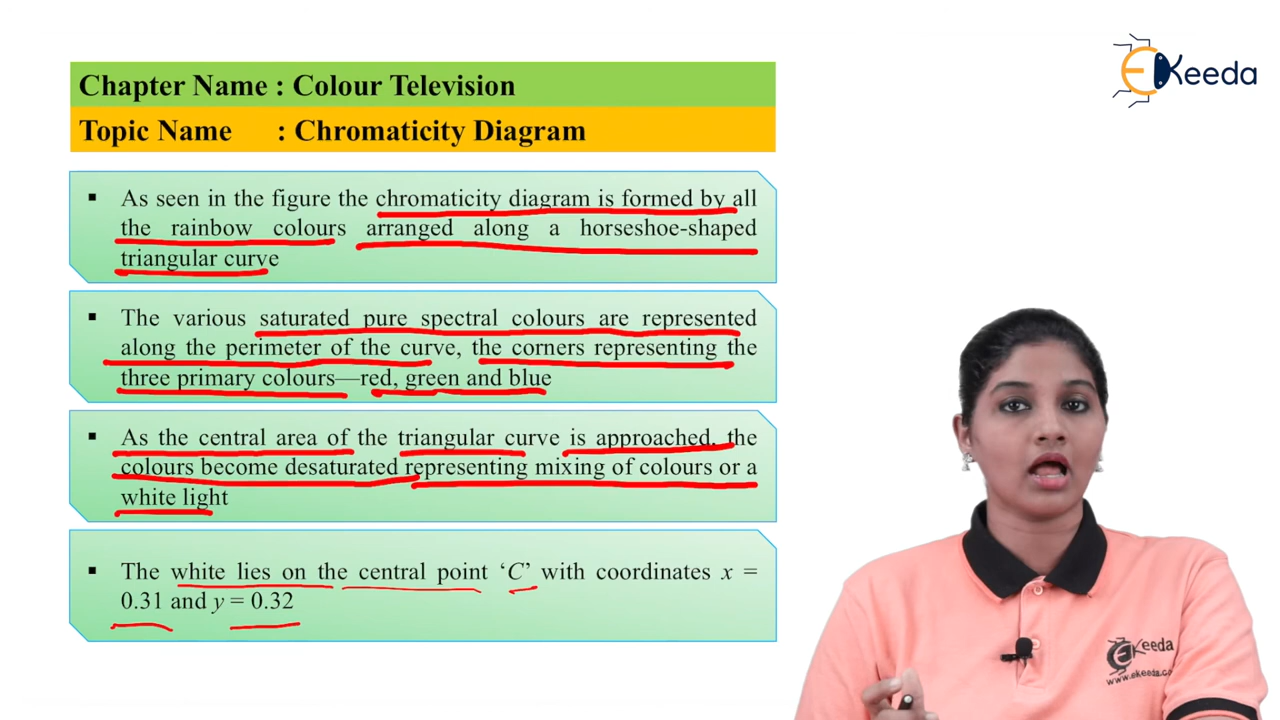 EKeeda
Chapter Name : Colour Television
Topic Name : Chromaticity Diagram
▪ As seen in the figure the chromaticity diagram is formed by all
the rainbow colours arranged along a horseshoe-shaped
triangular curve
▪ The various saturated pure spectral colours are represented
along the perimeter of the curve, the corners representing the
three primary colours—red, green and blue
▪ As the central area of the triangular curve is approached, the
colours become desaturated representing mixing of colours or a
white light
▪ The white lies on the central point ‘C’ with coordinates x =
0.31 and y = 0.32
EKeeda
www.ekeeda.co